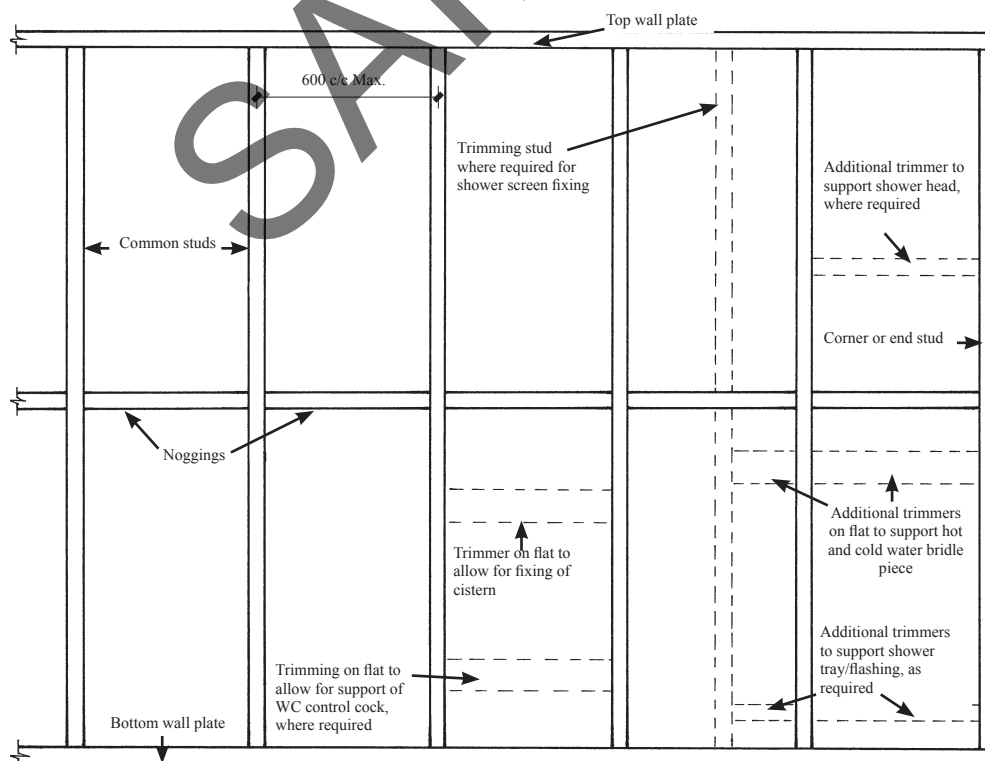 Top wall plate
600 c/c Max.
Trimming stud
where required for
shower screen fixing
Additional trimmer to
support shower head,
where required
Common studs
Corner or end stud
Noggings
Additional trimmers
on flat to support hot
and cold water bridle
piece
Trimmer on flat to
allow for fixing of
cistern
Additional trimmers
to support shower
tray/flashing, as
required
Trimming on flat to
allow for support of
WC control cock,
where required
Bottom wall plate